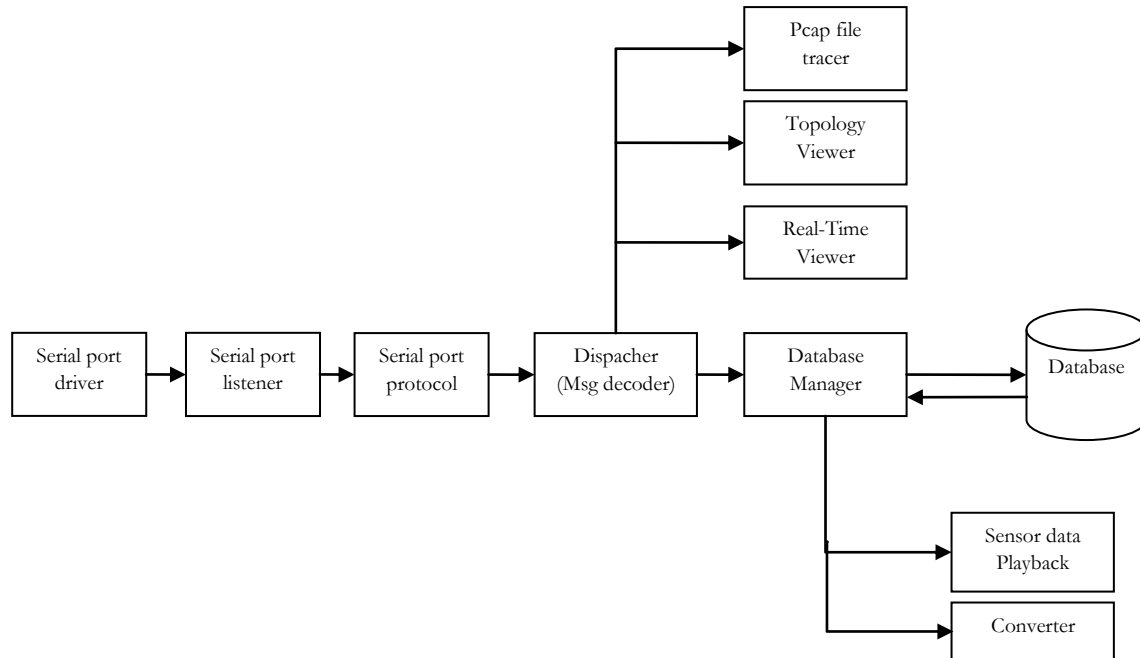 Pcap file
tracer
Topology
Viewer
Real-Time
Viewer
Serial port
driver
Serial port
listener
Serial port
protocol
Dispacher
(Msg decoder)
Database
Manager
Database
Sensor data
Playback
Converter